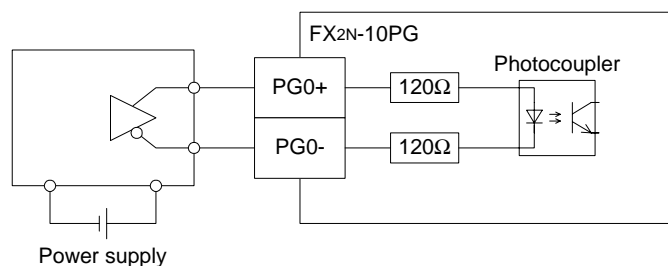 FX2N-10PG
Photocoupler
PG0+
120Ω
PG0-
120Ω
Power supply